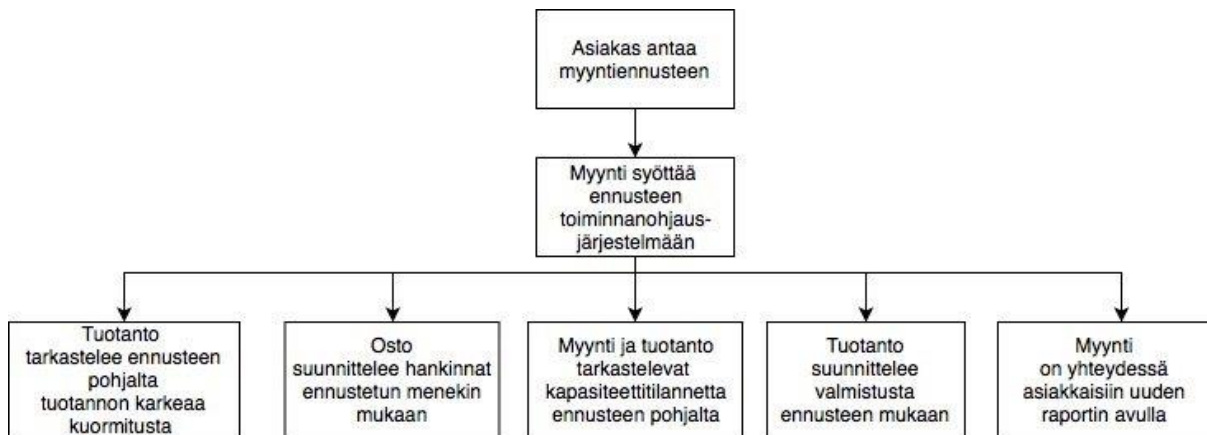 Asiakas antaa
myyntiennusteen
Myynti syöttää
ennusteen
toiminnanohjaus-
järjestelmään
Tuotanto
tarkastelee ennusteen
pohjalta
tuotannon karkeaa
kuormitusta
Osto
suunnittelee hankinnat
ennustetun menekin
mukaan
Myynti ja tuotanto
tarkastelevat
kapasiteettitilannetta
ennusteen pohjalta
Tuotanto
suunnittelee
valmistusta
ennusteen mukaan
Myynti
on yhteydessä
asiakkaisiin uuden
raportin avulla